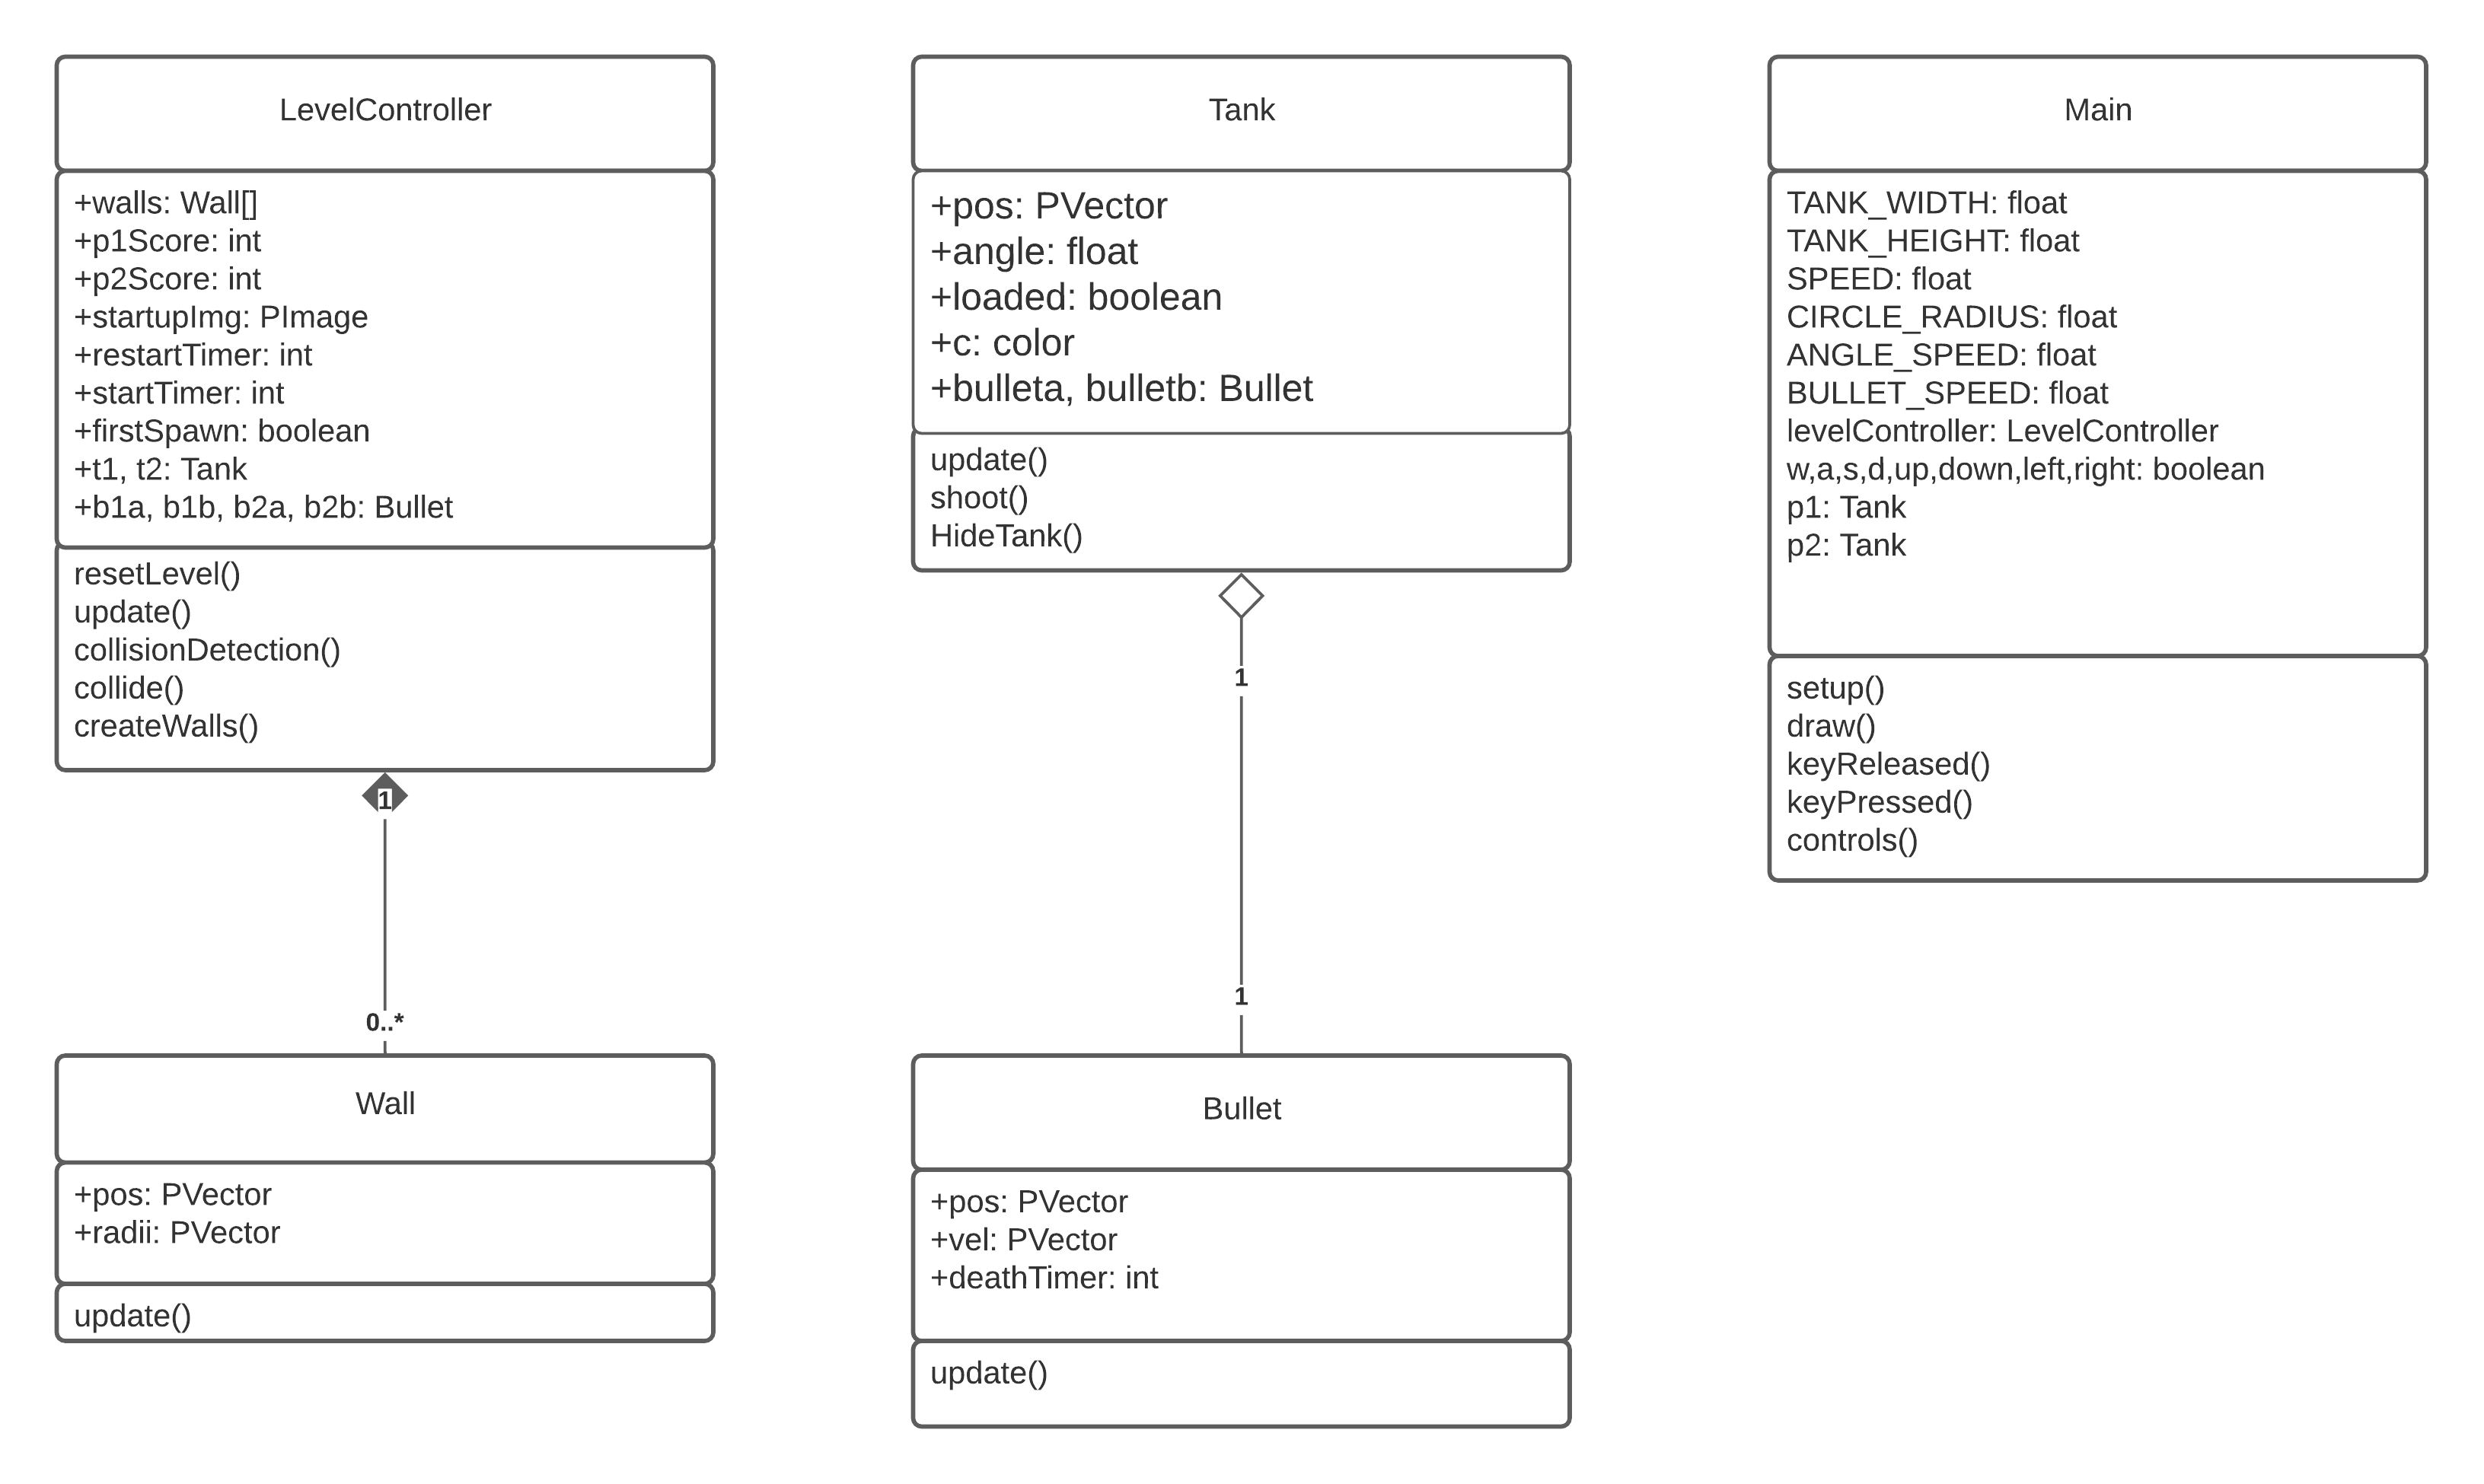 LevelController
+walls: Wall[]
+p1Score: int
+p2Score: int
+startupImg: PImage
+restartTimer: int
+startTimer: int
+firstSpawn: boolean
+t1, t2: Tank
+b1a, b1b, b2a, b2b: Bullet
resetLevel()
update()
collisionDetection()
collide()
createWalls()
1
0..*
Wall
+pos: PVector
+radii: PVector
update()
Tank
+pos: PVector
+angle: float
+loaded: boolean
+c: color
+bulleta, bulletb: Bullet
update()
shoot()
HideTank()
1
1
Bullet
+pos: PVector
+vel: PVector
+deathTimer: int
update()
Main
TANK_WIDTH: float
TANK_HEIGHT: float
SPEED: float
CIRCLE_RADIUS: float
ANGLE_SPEED: float
BULLET_SPEED: float
levelController: LevelController
w,a,s,d,up,down,left,right: boolean
p1: Tank
p2: Tank
setup()
draw()
keyReleased()
keyPressed()
controls()